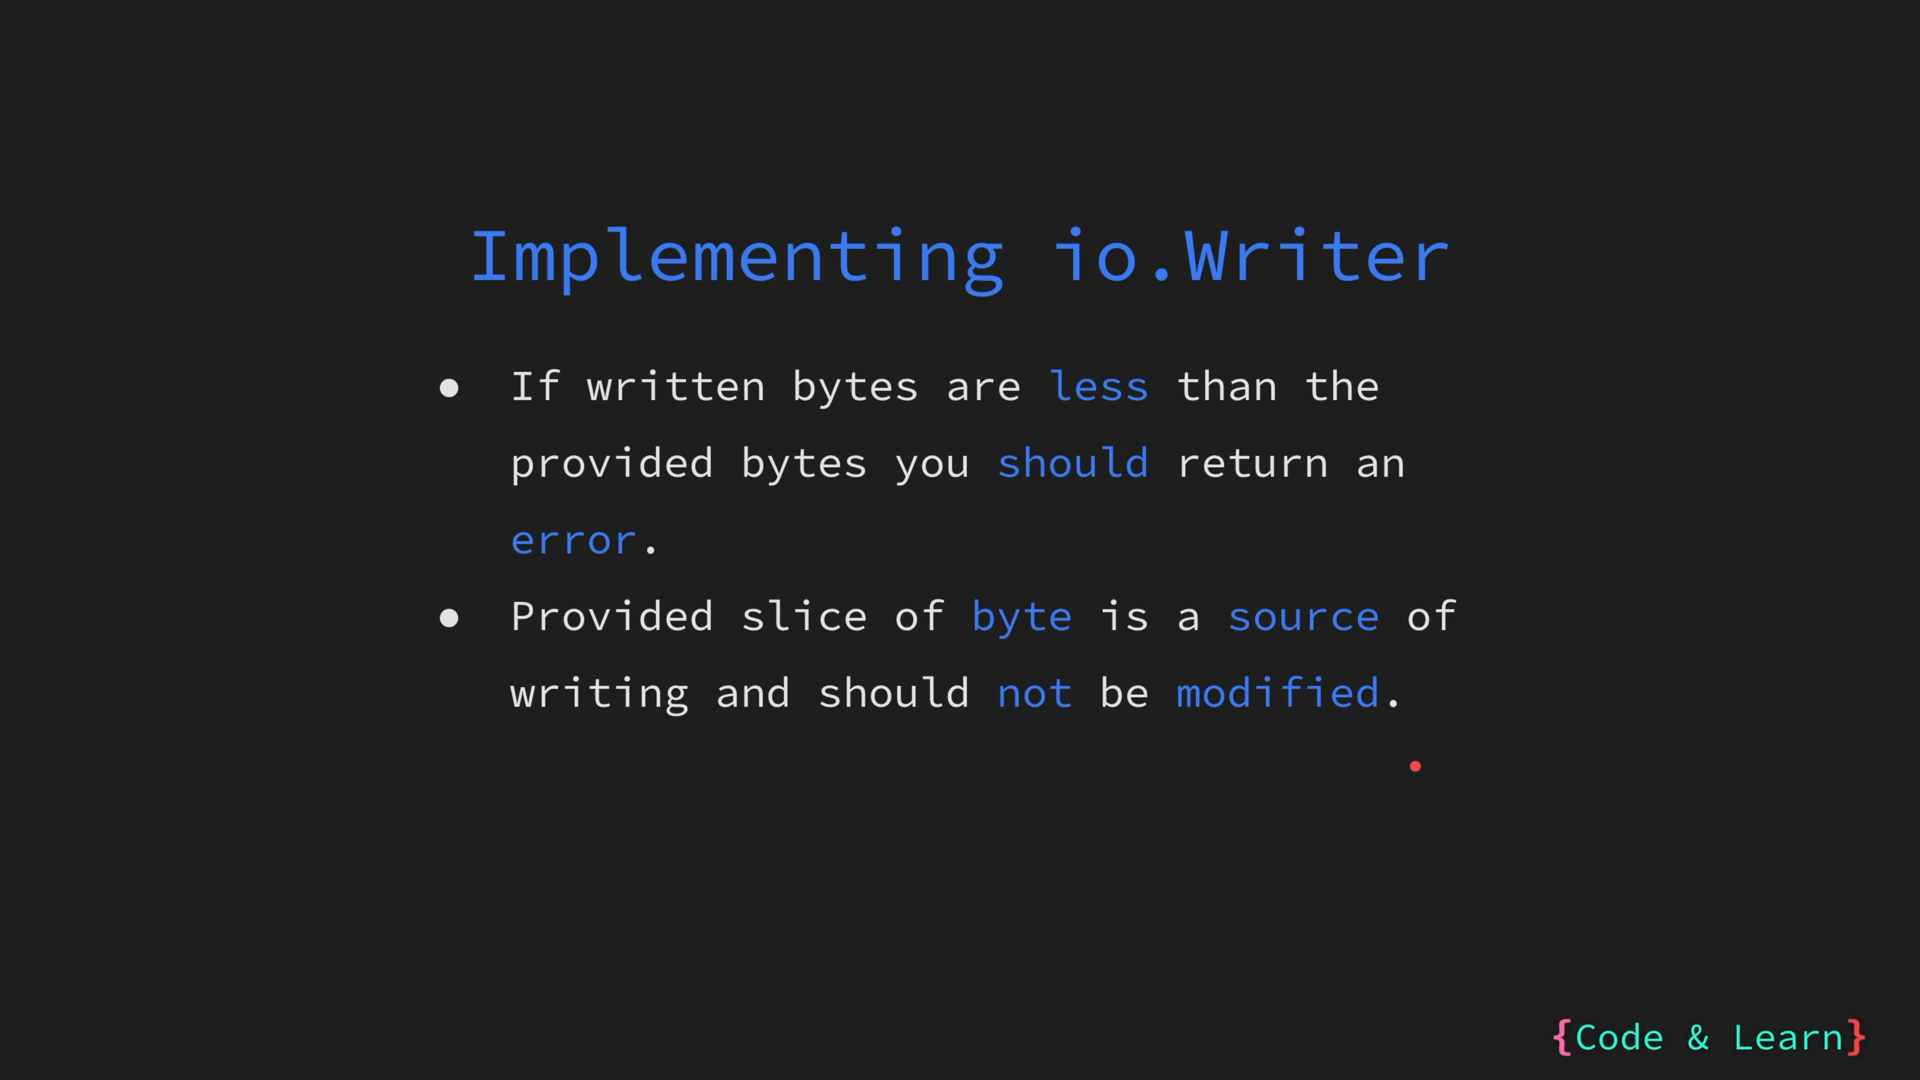 Implementing io.Writer
● If written bytes are less than the
provided bytes you should return an
error.
● Provided slice of byte is a source of
writing and should not be modified.
{Code & Learn}